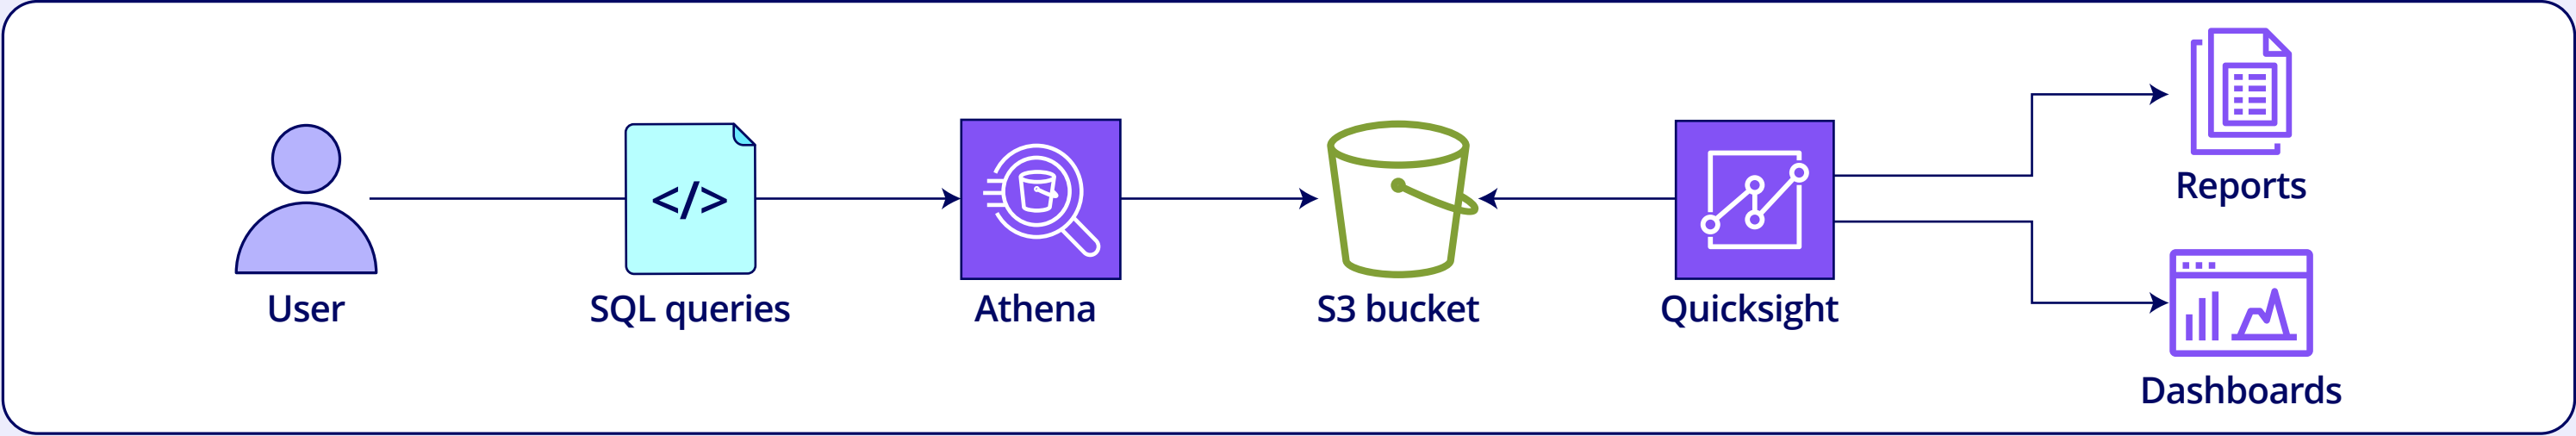 User
</>
SQL queries
Athena
S3 bucket
Quicksight
Reports
Dashboards